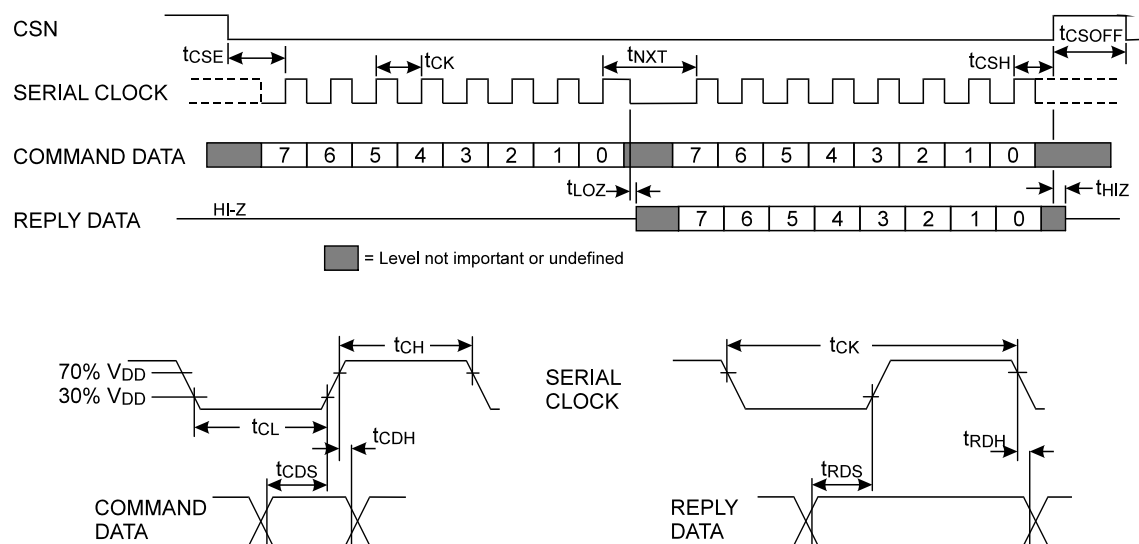 CSN
tCSE
tCK
tNXT
tCSH
tCSOFF
SERIAL CLOCK
COMMAND DATA
7 6 5 4 3 2 1 0
7 6 5 4 3 2 1 0
tLOZ
tHIZ
REPLY DATA
HI-Z
7 6 5 4 3 2 1 0
= Level not important or undefined
tCH
70% VDD
30% VDD
tCL
tCDH
tCDS
COMMAND
DATA
tCK
SERIAL
CLOCK
tRDH
tRDS
REPLY
DATA